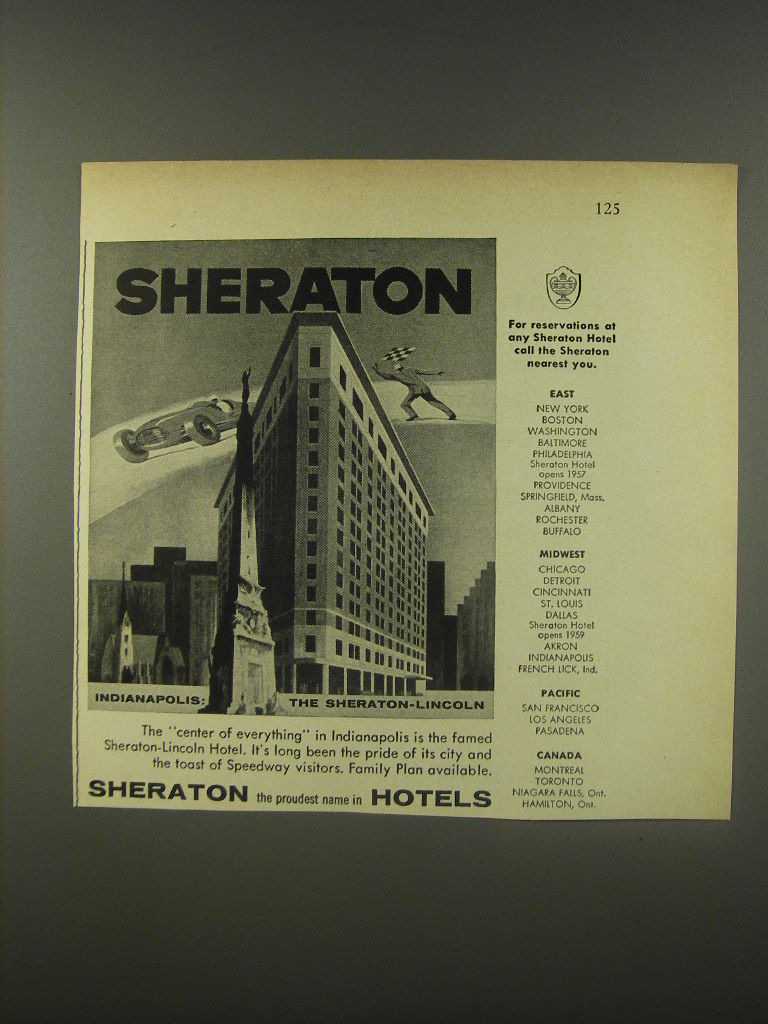 125
SHERATON
INDIANAPOLIS:
THE SHERATON-LINCOLN
The "center of everything" in Indianapolis is the famed
Sheraton-Lincoln Hotel. It's long been the pride of its city and
the toast of Speedway visitors. Family Plan available.
SHERATON the proudest name in HOTELS
For reservations at
any Sheraton Hotel
call the Sheraton
nearest you.
EAST
NEW YORK
BOSTON
WASHINGTON
BALTIMORE
PHILADELPHIA
Sheraton Hotel
opens 1957
PROVIDENCE
SPRINGFIELD, Mass.
ALBANY
ROCHESTER
BUFFALO
MIDWEST
CHICAGO
DETROIT
CINCINNATI
ST. LOUIS
DALLAS
Sheraton Hotel
opens 1959
AKRON
INDIANAPOLIS
FRENCH LICK, Ind.
PACIFIC
SAN FRANCISCO
LOS ANGELES
PASADENA
CANADA
MONTREAL
TORONTO
NIAGARA FALLS, Ont.
HAMILTON, Ont.